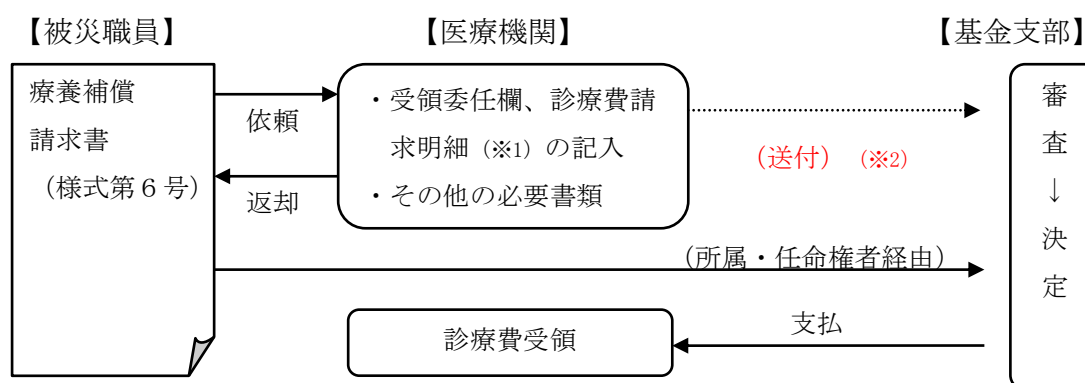 【被災職員】
【医療機関】
【基金支部】
療養補償
請求書
（様式第６号）
依頼
返却
・受領委任欄、診療費請
求明細（※1）の記入
・その他の必要書類
（送付）（※2）
審
査
↓
決
定
（所属・任命権者経由）
診療費受領
支払